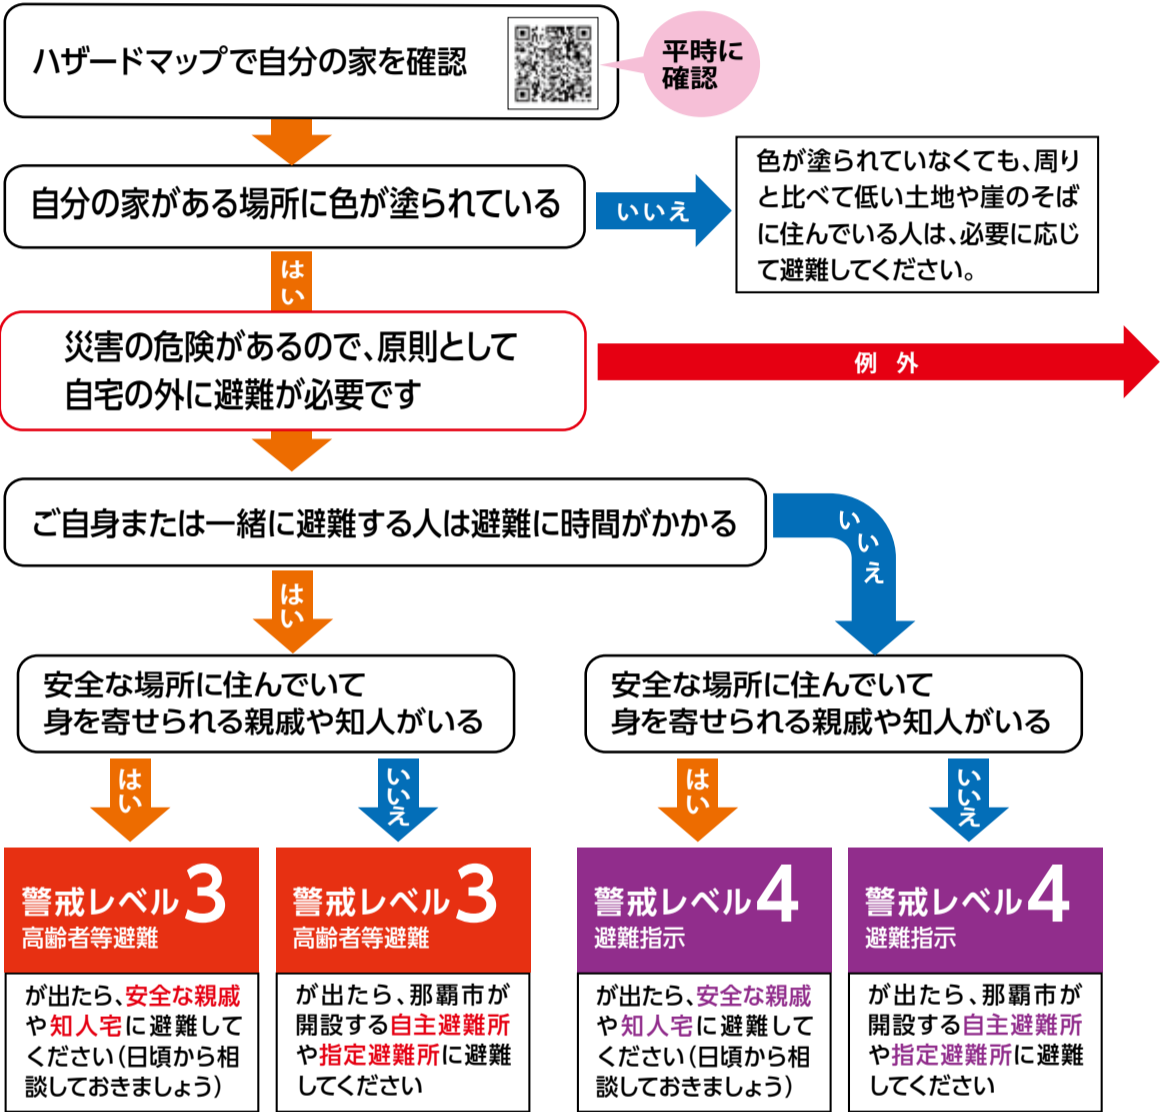 ハザードマップで自分の家を確認
平時に
確認
自分の家がある場所に色が塗られている
いいえ
色が塗られていなくても、周り
と比べて低い土地や崖のそば
に住んでいる人は、必要に応じ
て避難してください。
はい
災害の危険があるので、原則として
自宅の外に避難が必要です
例外
ご自身または一緒に避難する人は避難に時間がかかる
いいえ
はい
安全な場所に住んでいて
身を寄せられる親戚や知人がいる
安全な場所に住んでいて
身を寄せられる親戚や知人がいる
はい
いいえ
はい
いいえ
警戒レベル3
高齢者等避難
が出たら、安全な親戚
や知人宅に避難して
ください（日頃から相
談しておきましょう）
警戒レベル3
高齢者等避難
が出たら、那覇市が
開設する自主避難所
や指定避難所に避難
してください
警戒レベル4
避難指示
が出たら、安全な親戚
や知人宅に避難して
ください（日頃から相
談しておきましょう）
警戒レベル4
避難指示
が出たら、那覇市が
開設する自主避難所
や指定避難所に避難
してください